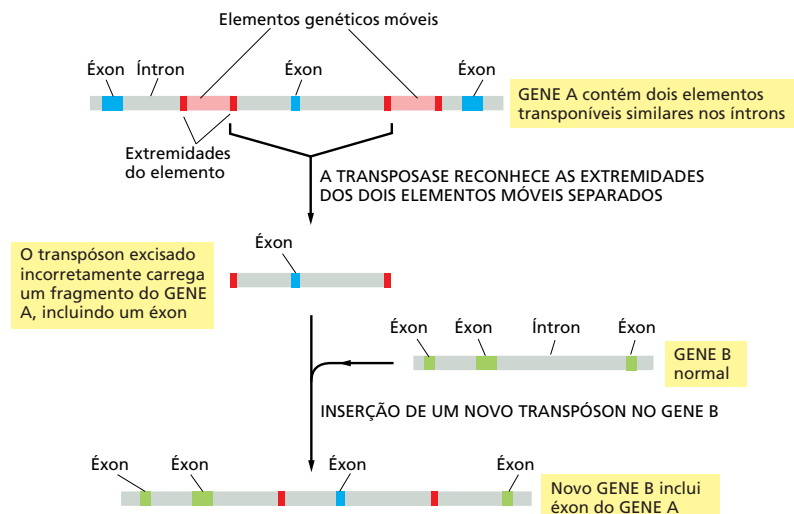 Elementos genéticos móveis
Éxon
Íntron
Éxon
Éxon
GENE A contém dois elementos
transponíveis similares nos íntrons
Extremidades
do elemento
A TRANSPOSASE RECONHECE AS EXTREMIDADES
DOS DOIS ELEMENTOS MÓVEIS SEPARADOS
O transpóson excisado
incorretamente carrega
um fragmento do GENE
A, incluindo um éxon
Éxon
Éxon
Éxon
Íntron
Éxon
GENE B
normal
INSERÇÃO DE UM NOVO TRANSPÓSON NO GENE B
Éxon
Éxon
Éxon
Éxon
Novo GENE B inclui
éxon do GENE A